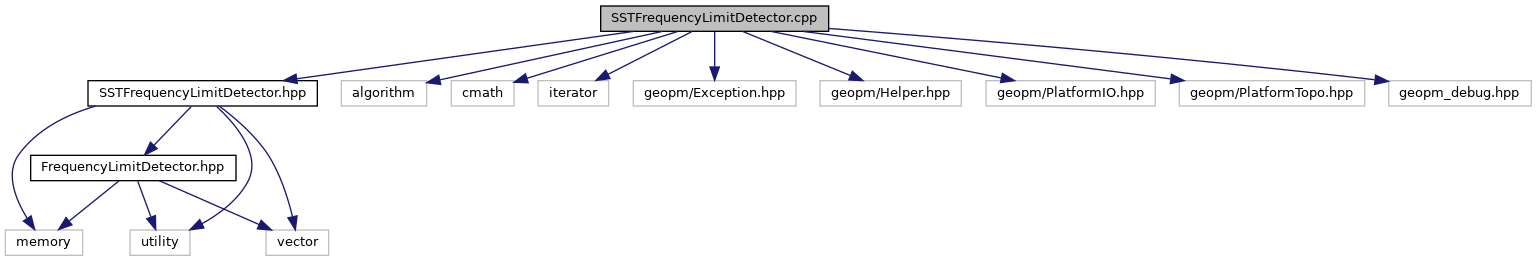 SSTFrequencyLimitDetector.cpp
SSTFrequencyLimitDetector.hpp
algorithm
cmath
iterator
geopm/Exception.hpp
geopm/Helper.hpp
geopm/PlatformIO.hpp
geopm/PlatformTopo.hpp
geopm_debug.hpp
FrequencyLimitDetector.hpp
memory
utility
vector